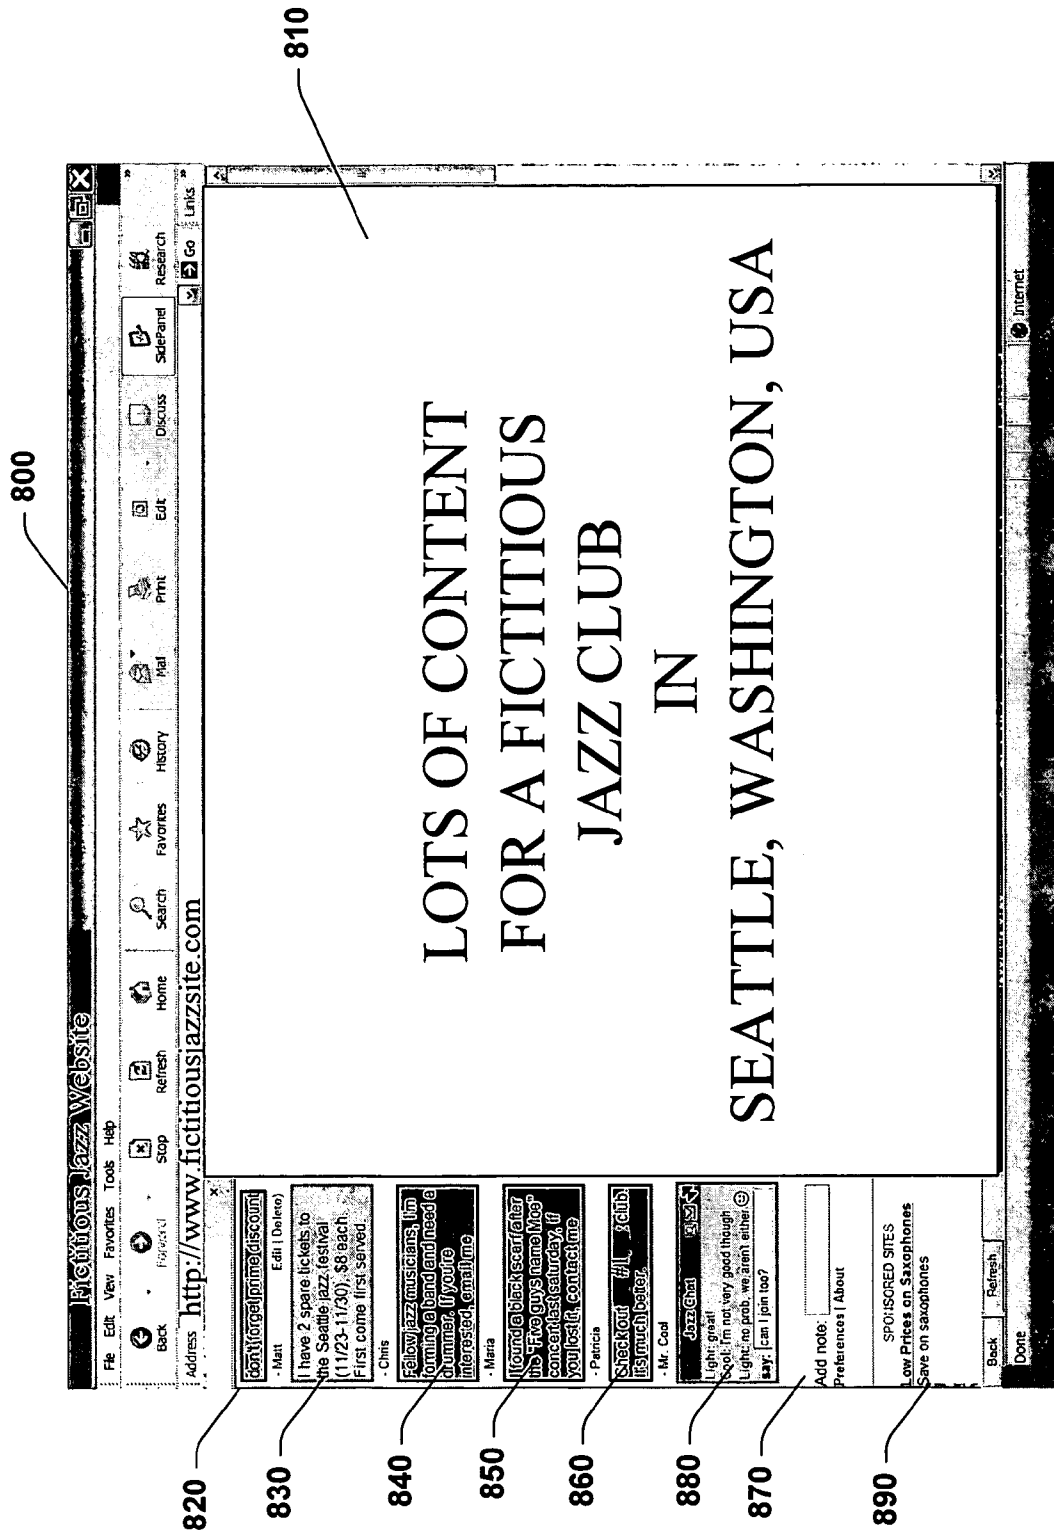 800
Fictitious Jazz Website
File Edit View Favorites Tools Help
Back Forward Stop Refresh Home Search Favorites History Mail Print Edit Discuss SidePanel Research »
Address http://www.fictitiousjazzsite.com Go Links »
820
don't forget prime discount
- Matt Edit | Delete)
830
I have 2 spare tickets to
the Seattle jazz festival
(11/23-11/30), $8 each.
First come first served.
- Chris
840
Fellow jazz musicians, I'm
forming a band and need a
drummer. If you're
interested, email me
- Maria
850
I found a black scarf after
the "Five guys name Moe"
concert last saturday, if
you lost it, contact me
- Patricia
860
Check out club.
It is much better.
- Mr. Cool
880
Jazz Chat
Light: great!
Cool: I'm not very good though
Light: no prob, we arent either
say: can I join too?
870
Add note:
Preferences | About
890
SPONSORED SITES
Low Prices on Saxophones
Save on saxophones
Back Refresh
810
LOTS OF CONTENT
FOR A FICTITIOUS
JAZZ CLUB
IN
SEATTLE, WASHINGTON, USA
Done Internet